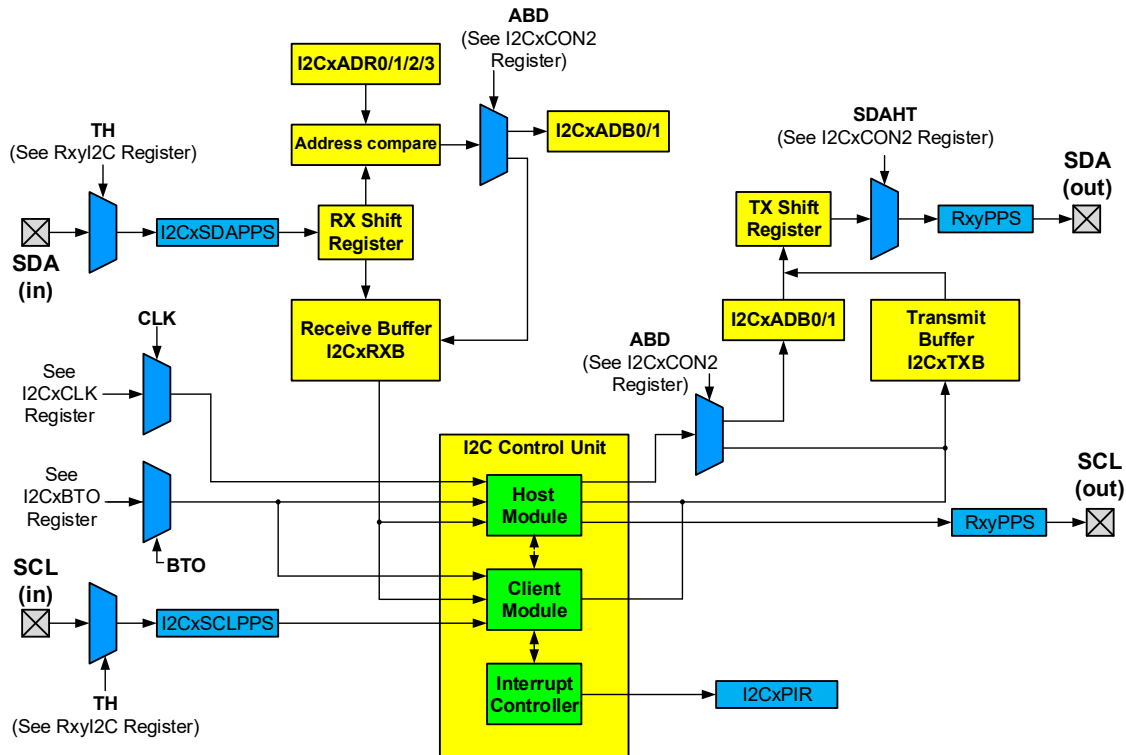 ABD
(See I2CxCON2
Register)
I2CxADR0/1/2/3
TH
(See RxyI2C Register)
Address compare
I2CxADB0/1
SDAHT
(See I2CxCON2 Register)
SDA
(out)
I2CxSDAPPS
RX Shift
Register
TX Shift
Register
RxyPPS
SDA
(in)
CLK
Receive Buffer
I2CxRXB
I2CxADB0/1
Transmit
Buffer
I2CxTXB
ABD
(See I2CxCON2
Register)
See
I2CxCLK
Register
I2C Control Unit
See
I2CxBTO
Register
Host
Module
SCL
(out)
RxyPPS
BTO
SCL
(in)
Client
Module
I2CxSCLPPS
TH
(See RxyI2C Register)
Interrupt
Controller
I2CxPIR